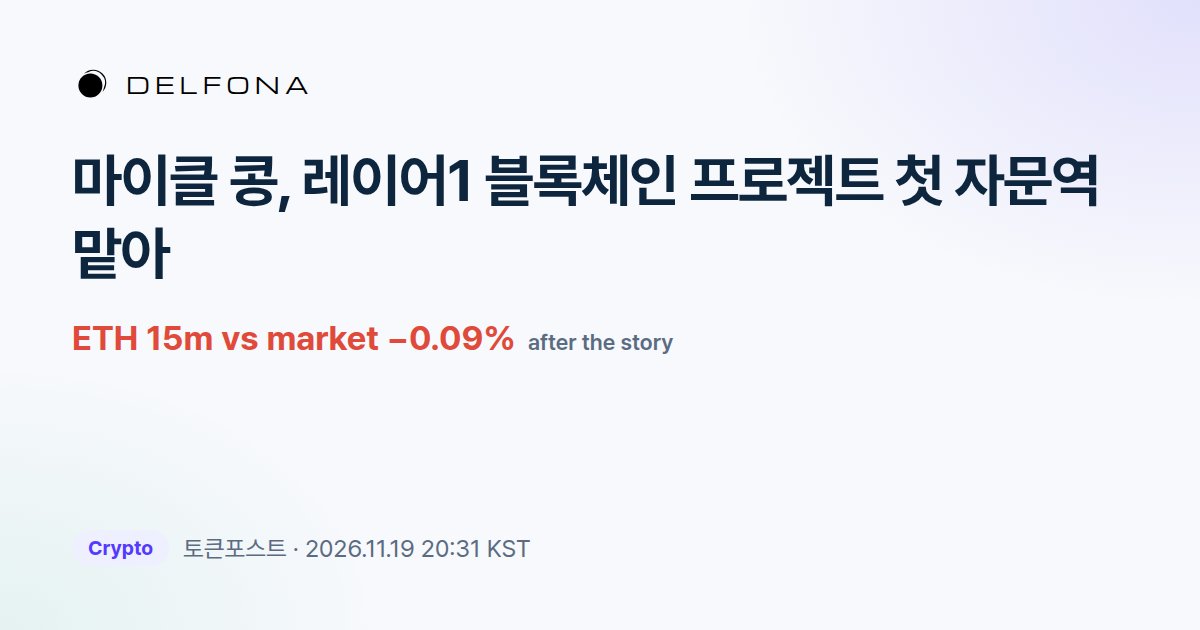 DELFONA
마이클 콩, 레이어1 블록체인 프로젝트 첫 자문역
맡아
ETH 15m vs market −0.09% after the story
Crypto 토큰포스트 · 2026.11.19 20:31 KST